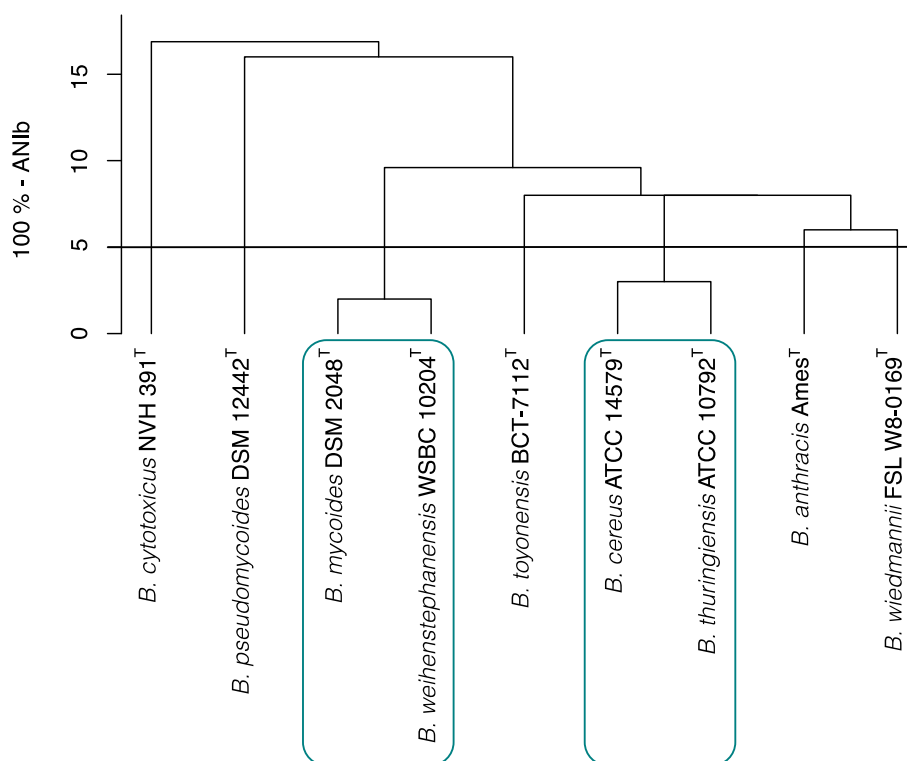 100 % - ANIb
15
10
5
0
B. cytotoxicus NVH 391ᵀ
B. pseudomycoides DSM 12442ᵀ
B. mycoides DSM 2048ᵀ
B. weihenstephanensis WSBC 10204ᵀ
B. toyonensis BCT-7112ᵀ
B. cereus ATCC 14579ᵀ
B. thuringiensis ATCC 10792ᵀ
B. anthracis Amesᵀ
B. wiedmannii FSL W8-0169ᵀ